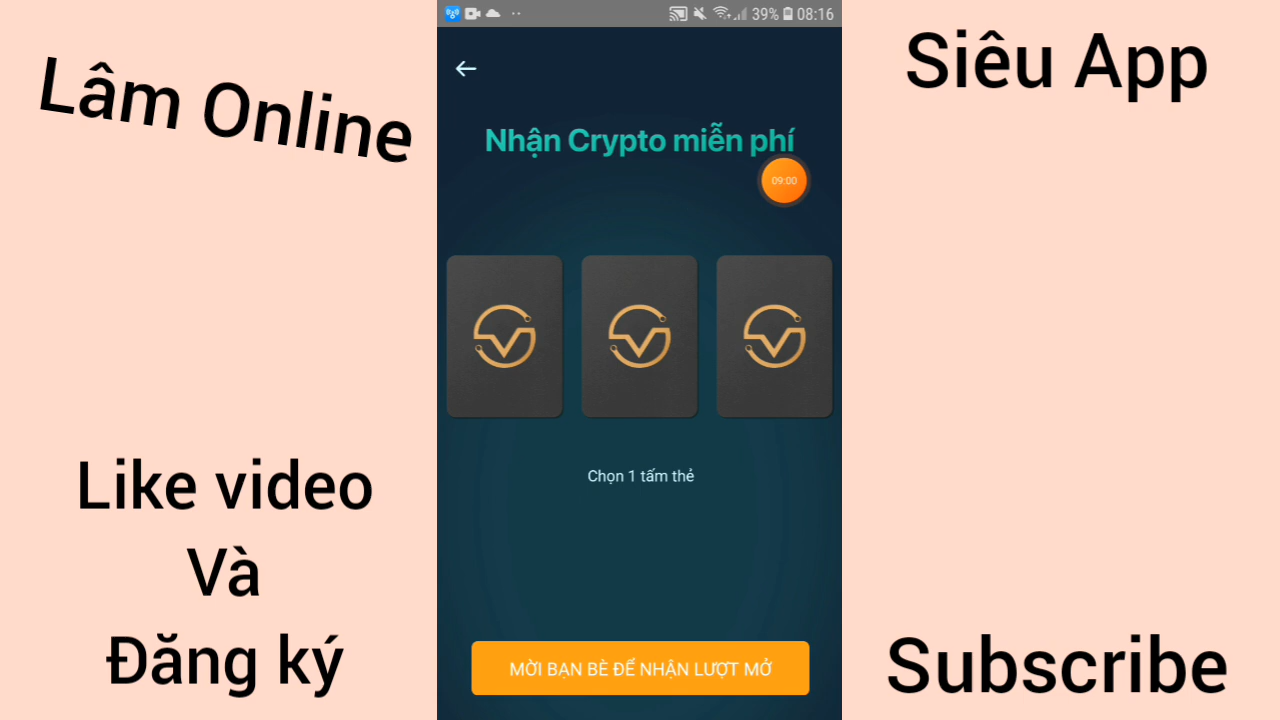 Lâm Online
Siêu App
39% 08:16
Nhận Crypto miễn phí
09:00
Chọn 1 tấm thẻ
MỜI BẠN BÈ ĐỂ NHẬN LƯỢT MỞ
Like video
Và
Đăng ký
Subscribe